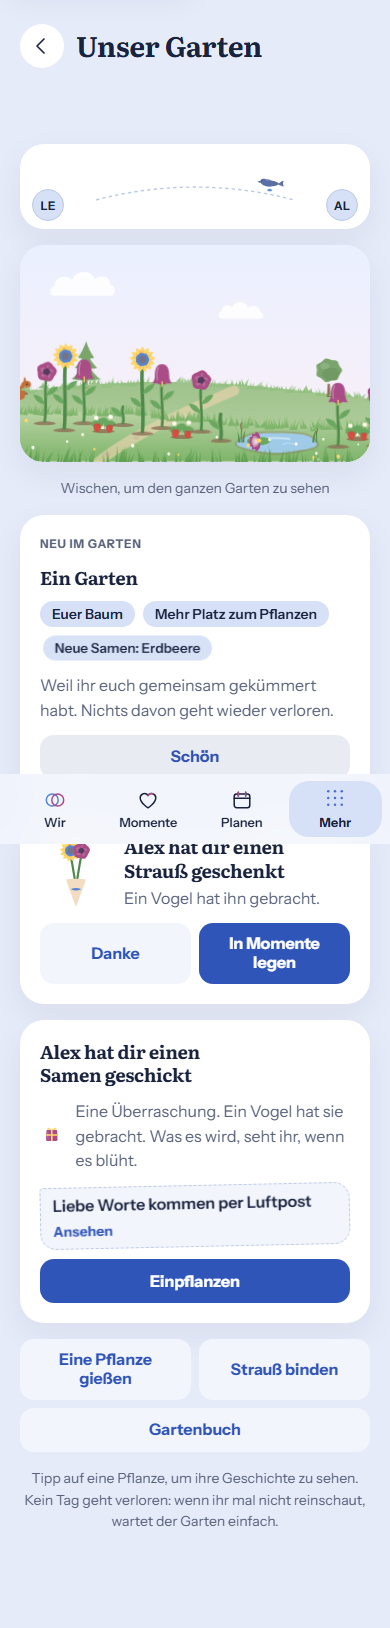 Unser Garten
LE
AL
Wischen, um den ganzen Garten zu sehen
NEU IM GARTEN
Ein Garten
Euer Baum
Mehr Platz zum Pflanzen
Neue Samen: Erdbeere
Weil ihr euch gemeinsam gekümmert
habt. Nichts davon geht wieder verloren.
Schön
Wir
Momente
Planen
Mehr
Alex hat dir einen
Strauß geschenkt
Ein Vogel hat ihn gebracht.
Danke
In Momente
legen
Alex hat dir einen
Samen geschickt
Eine Überraschung. Ein Vogel hat sie
gebracht. Was es wird, seht ihr, wenn
es blüht.
Liebe Worte kommen per Luftpost
Ansehen
Einpflanzen
Eine Pflanze
gießen
Strauß binden
Gartenbuch
Tipp auf eine Pflanze, um ihre Geschichte zu sehen.
Kein Tag geht verloren: wenn ihr mal nicht reinschaut,
wartet der Garten einfach.